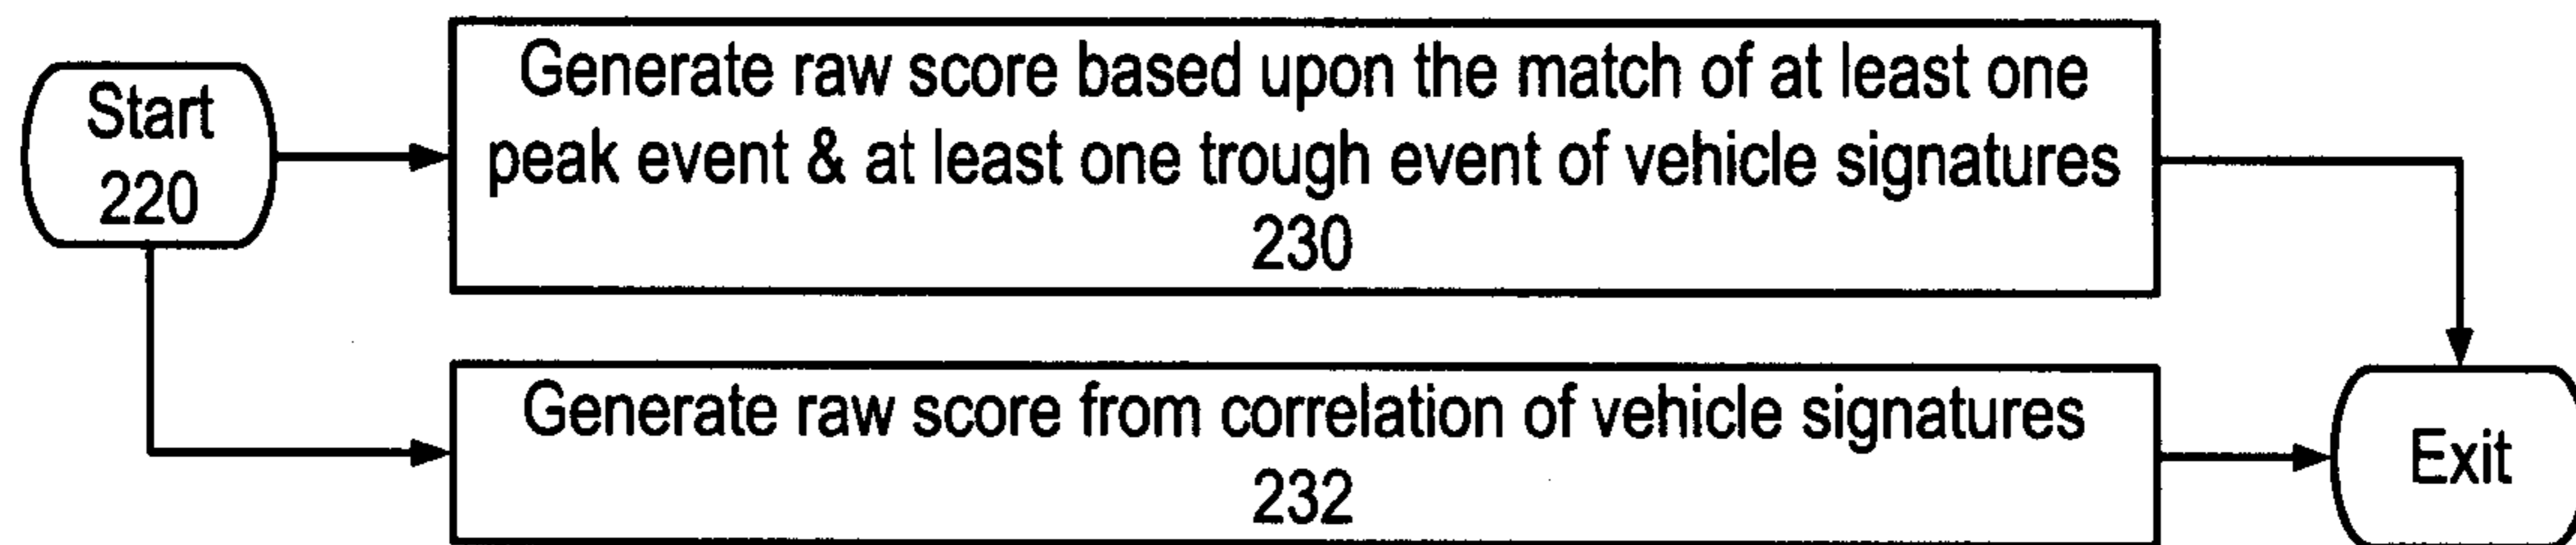 Start
220
Generate raw score based upon the match of at least one
peak event & at least one trough event of vehicle signatures
230
Generate raw score from correlation of vehicle signatures
232
Exit